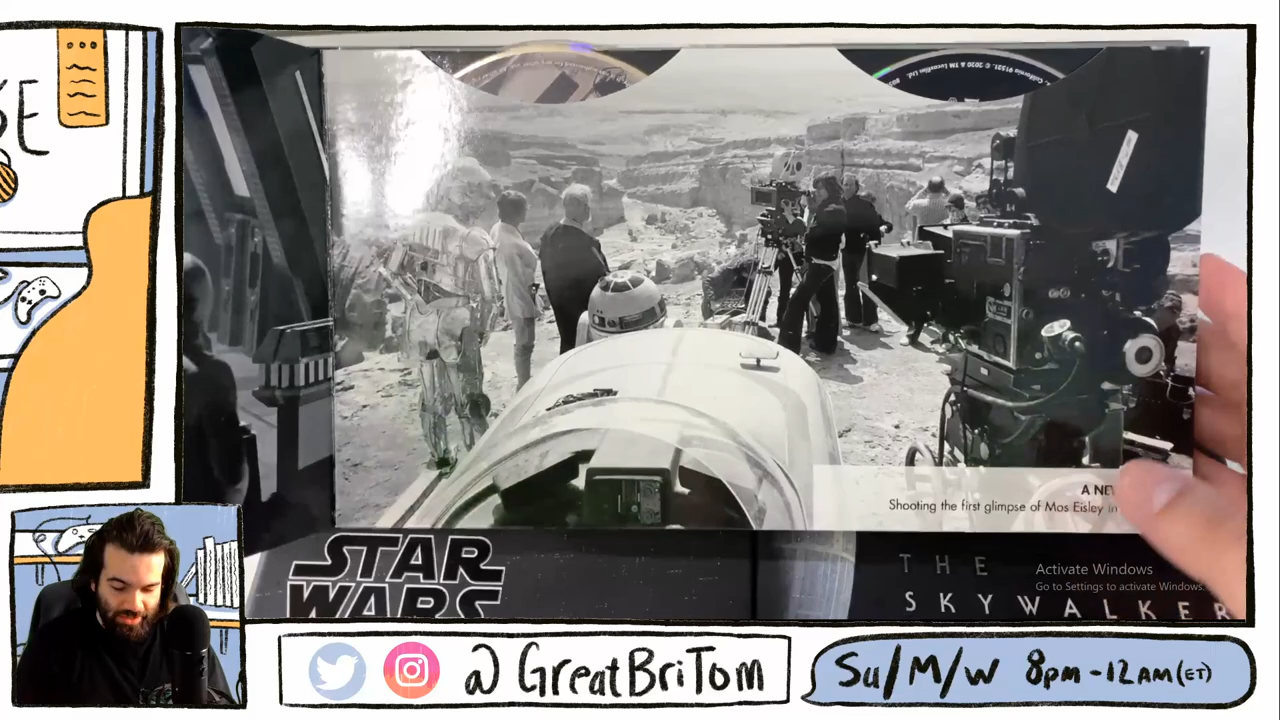 SE
A NE
Shooting the first glimpse of Mos Eisley in
STAR
WARS
THE
SKYWALKER
Activate Windows
Go to Settings to activate Windows.
@GreatBriTom
Su/M/W 8pm-12AM(ET)